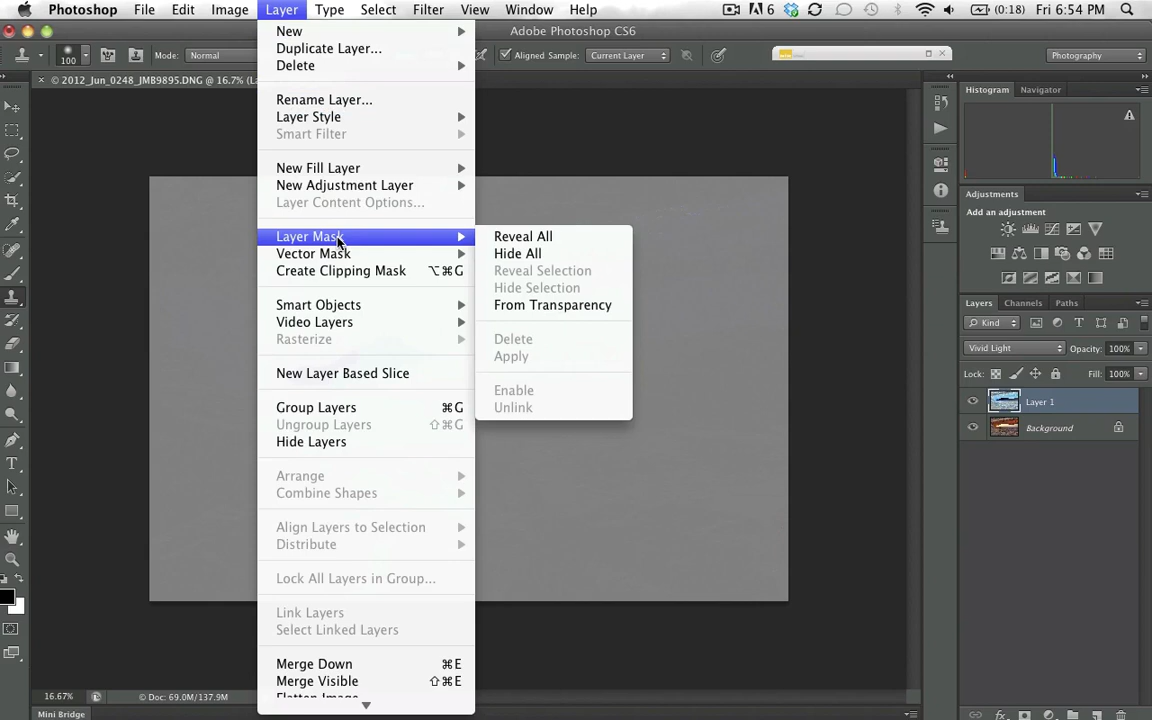 Photoshop File Edit Image Layer Type Select Filter View Window Help 6 (0:18) Fri 6:54 PM
Adobe Photoshop CS6
100 Mode: Normal Aligned Sample: Current Layer Photography
× © 2012_Jun_0248_JMB9895.DNG @ 16.7%
New
Duplicate Layer...
Delete
Rename Layer...
Layer Style
Smart Filter
New Fill Layer
New Adjustment Layer
Layer Content Options...
Layer Mask
Vector Mask
Create Clipping Mask ⌥⌘G
Smart Objects
Video Layers
Rasterize
New Layer Based Slice
Group Layers ⌘G
Ungroup Layers ⇧⌘G
Hide Layers
Arrange
Combine Shapes
Align Layers to Selection
Distribute
Lock All Layers in Group...
Link Layers
Select Linked Layers
Merge Down ⌘E
Merge Visible ⇧⌘E
Flatten Image
Reveal All
Hide All
Reveal Selection
Hide Selection
From Transparency
Delete
Apply
Enable
Unlink
Histogram Navigator
Adjustments
Add an adjustment
Layers Channels Paths
Kind
Vivid Light Opacity: 100%
Lock: Fill: 100%
Layer 1
Background
16.67% Doc: 69.0M/137.9M
Mini Bridge